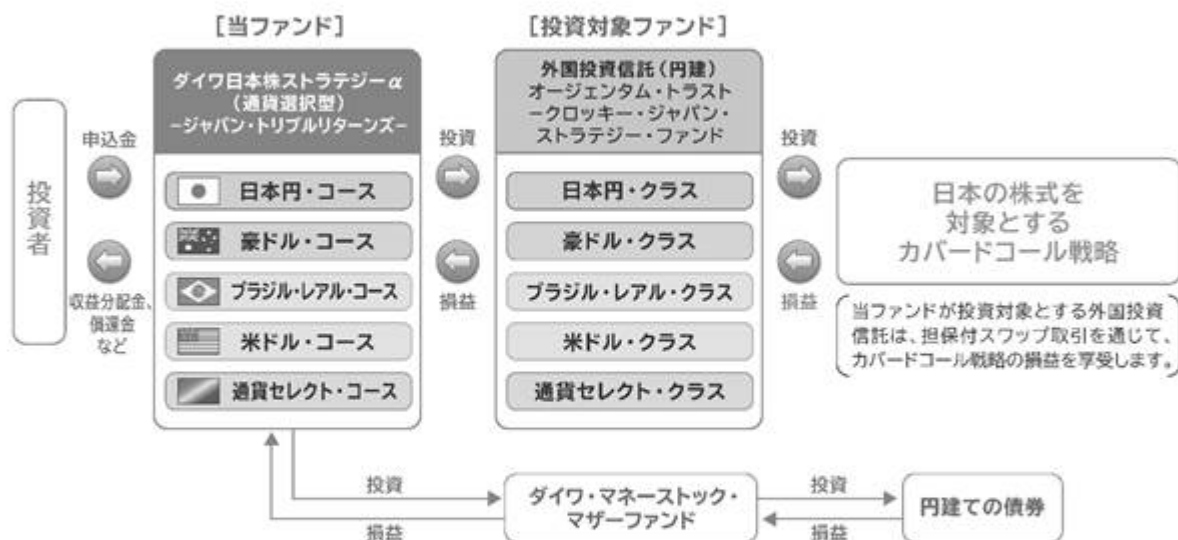 ［当ファンド］
ダイワ日本株ストラテジーα
（通貨選択型）
－ジャパン・トリプルリターンズ－
日本円・コース
豪ドル・コース
ブラジル・レアル・コース
米ドル・コース
通貨セレクト・コース
［投資対象ファンド］
外国投資信託（円建）
オージェンタム・トラスト
－クロッキー・ジャパン・
ストラテジー・ファンド
日本円・クラス
豪ドル・クラス
ブラジル・レアル・クラス
米ドル・クラス
通貨セレクト・クラス
投資者
申込金
収益分配金、
償還金
など
投資
損益
投資
損益
日本の株式を
対象とする
カバードコール戦略
当ファンドが投資対象とする外国投資
信託は、担保付スワップ取引を通じて、
カバードコール戦略の損益を享受します。
投資
損益
ダイワ・マネーストック・
マザーファンド
投資
損益
円建ての債券